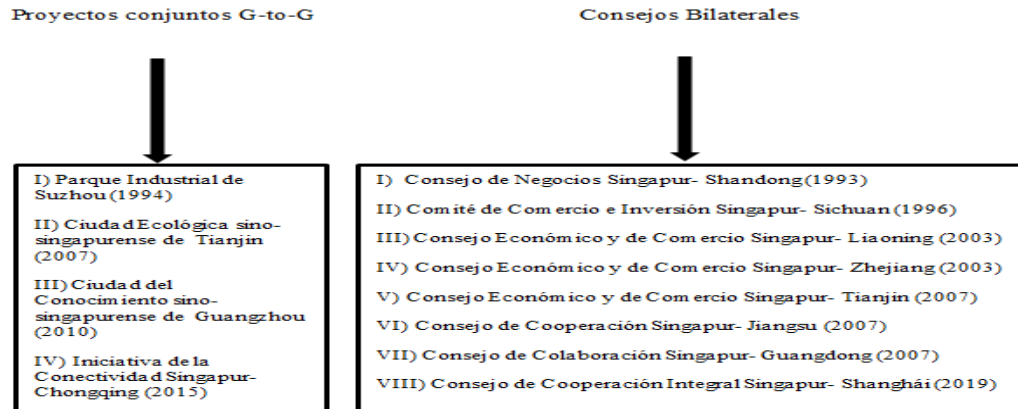 Proyectos conjuntos G-to-G
Consejos Bilaterales
I) Parque Industrial de
Suzhou (1994)
II) Ciudad Ecológica sino-
singapurense de Tianjin
(2007)
III) Ciudad del
Conocimiento sino-
singapurense de Guangzhou
(2010)
IV) Iniciativa de la
Conectividad Singapur-
Chongqing (2015)
I) Consejo de Negocios Singapur- Shandong (1993)
II) Comité de Comercio e Inversión Singapur- Sichuan (1996)
III) Consejo Económico y de Comercio Singapur- Liaoning (2003)
IV) Consejo Económico y de Comercio Singapur- Zhejiang (2003)
V) Consejo Económico y de Comercio Singapur- Tianjin (2007)
VI) Consejo de Cooperación Singapur- Jiangsu (2007)
VII) Consejo de Colaboración Singapur- Guangdong (2007)
VIII) Consejo de Cooperación Integral Singapur- Shanghái (2019)